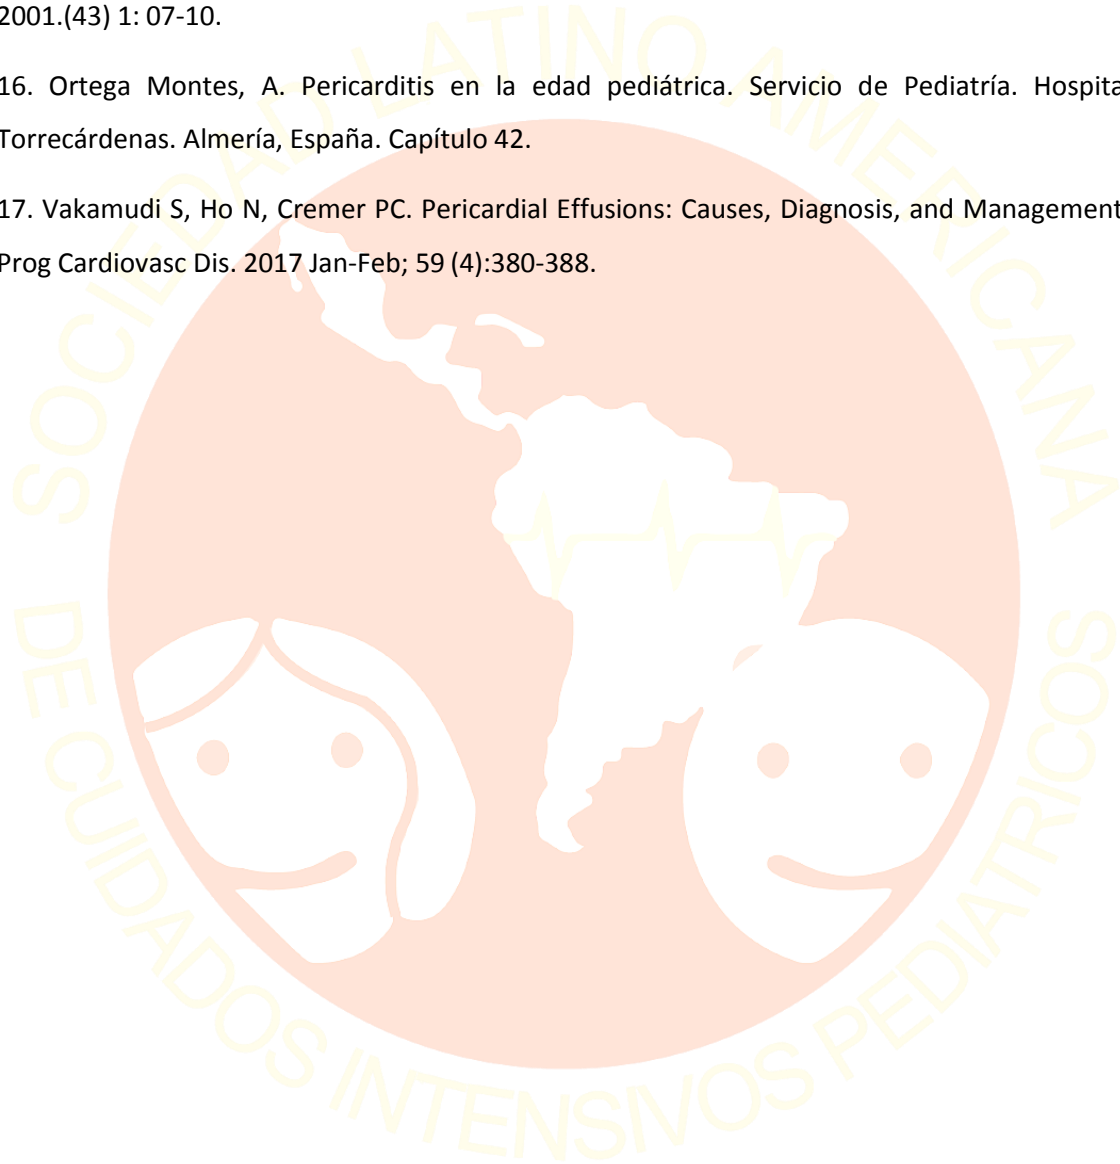 2001.(43) 1: 07-10.
16. Ortega Montes, A. Pericarditis en la edad pediátrica. Servicio de Pediatría. Hospita
Torrecárdenas. Almería, España. Capítulo 42.
17. Vakamudi S, Ho N, Cremer PC. Pericardial Effusions: Causes, Diagnosis, and Management
Prog Cardiovasc Dis. 2017 Jan-Feb; 59 (4):380-388.
SOCIEDAD LATINO AMERICANA
DE CUIDADOS INTENSIVOS PEDIATRICOS